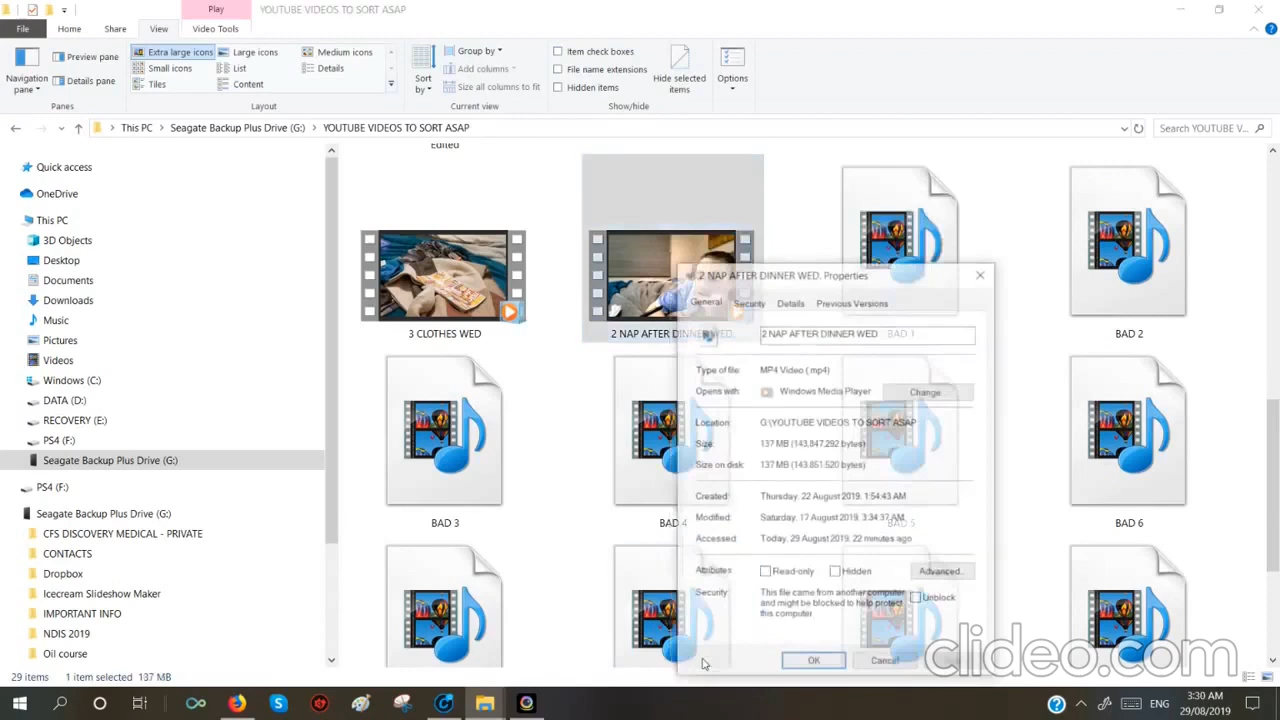 Play
YOUTUBE VIDEOS TO SORT ASAP
File
Home
Share
View
Video Tools
Navigation pane
Preview pane
Details pane
Panes
Extra large icons
Large icons
Medium icons
Small icons
List
Details
Tiles
Content
Layout
Sort by
Group by
Add columns
Size all columns to fit
Current view
Item check boxes
File name extensions
Hidden items
Hide selected items
Show/hide
Options
This PC
Seagate Backup Plus Drive (G:)
YOUTUBE VIDEOS TO SORT ASAP
Search YOUTUBE V...
Quick access
OneDrive
This PC
3D Objects
Desktop
Documents
Downloads
Music
Pictures
Videos
Windows (C:)
DATA (D:)
RECOVERY (E:)
PS4 (F:)
Seagate Backup Plus Drive (G:)
PS4 (F:)
Seagate Backup Plus Drive (G:)
CFS DISCOVERY MEDICAL - PRIVATE
CONTACTS
Dropbox
Icecream Slideshow Maker
IMPORTANT INFO
NDIS 2019
Oil course
Edited
3 CLOTHES WED
2 NAP AFTER DINNER WED.
BAD 1
BAD 2
BAD 3
BAD 4
BAD 5
BAD 6
2 NAP AFTER DINNER WED. Properties
General
Security
Details
Previous Versions
2 NAP AFTER DINNER WED
Type of file: MP4 Video (.mp4)
Opens with: Windows Media Player
Change
Location: G:\YOUTUBE VIDEOS TO SORT ASAP
Size: 137 MB (143,847,292 bytes)
Size on disk: 137 MB (143,851,520 bytes)
Created: Thursday, 22 August 2019, 1:54:43 AM
Modified: Saturday, 17 August 2019, 3:34:37 AM
Accessed: Today, 29 August 2019, 22 minutes ago
Attributes: Read-only Hidden
Advanced...
Security: This file came from another computer
and might be blocked to help protect
this computer.
Unblock
OK
Cancel
clideo.com
29 items
1 item selected 137 MB
ENG
3:30 AM
29/08/2019